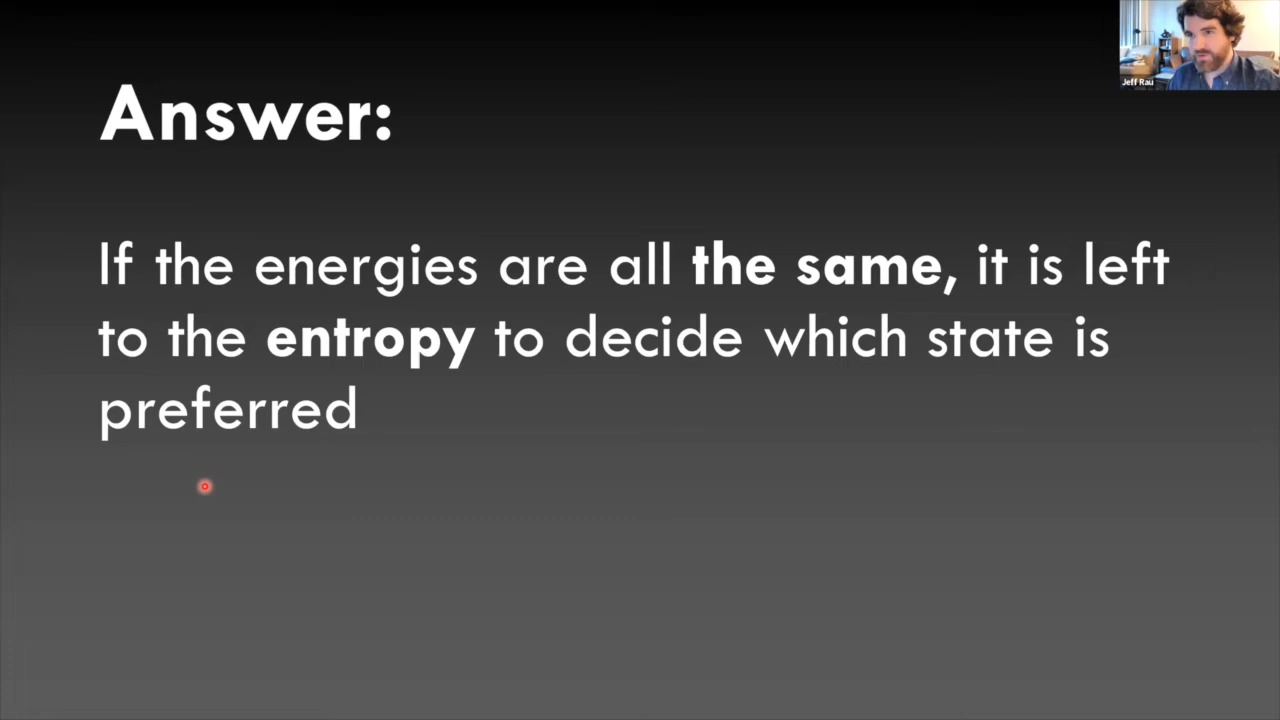 Jeff Rau
Answer:
If the energies are all the same, it is left
to the entropy to decide which state is
preferred